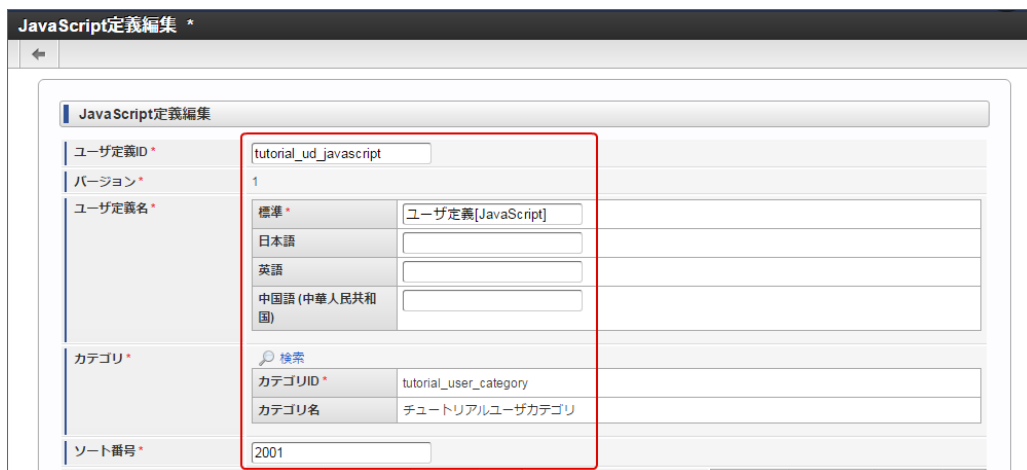 JavaScript定義編集 *
JavaScript定義編集
ユーザ定義ID * tutorial_ud_javascript
バージョン * 1
ユーザ定義名 * 標準 * ユーザ定義[JavaScript]
日本語
英語
中国語 (中華人民共和
国)
カテゴリ * 検索
カテゴリID * tutorial_user_category
カテゴリ名 チュートリアルユーザカテゴリ
ソート番号 * 2001